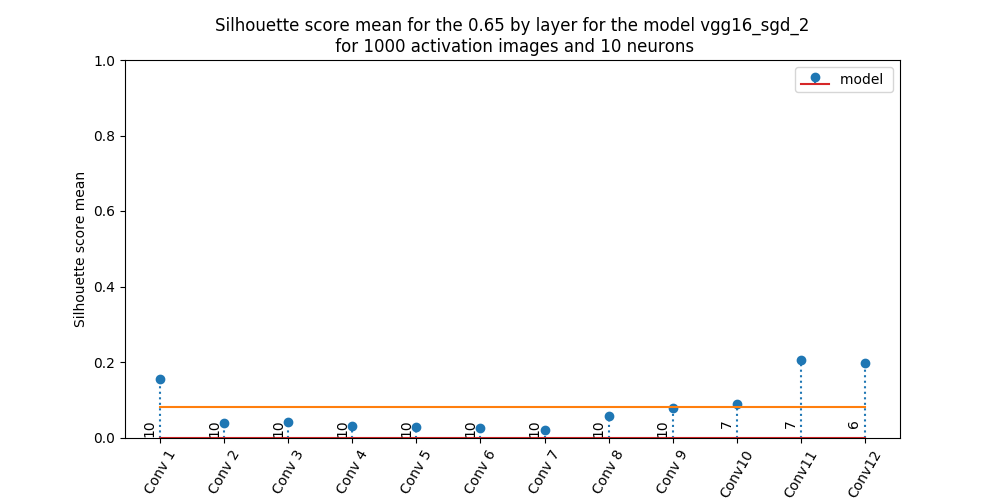 Silhouette score mean for the 0.65 by layer for the model vgg16_sgd_2
for 1000 activation images and 10 neurons
model
Silhouette score mean
1.0
0.8
0.6
0.4
0.2
0.0
10
10
10
10
10
10
10
10
10
7
7
6
Conv 1
Conv 2
Conv 3
Conv 4
Conv 5
Conv 6
Conv 7
Conv 8
Conv 9
Conv10
Conv11
Conv12